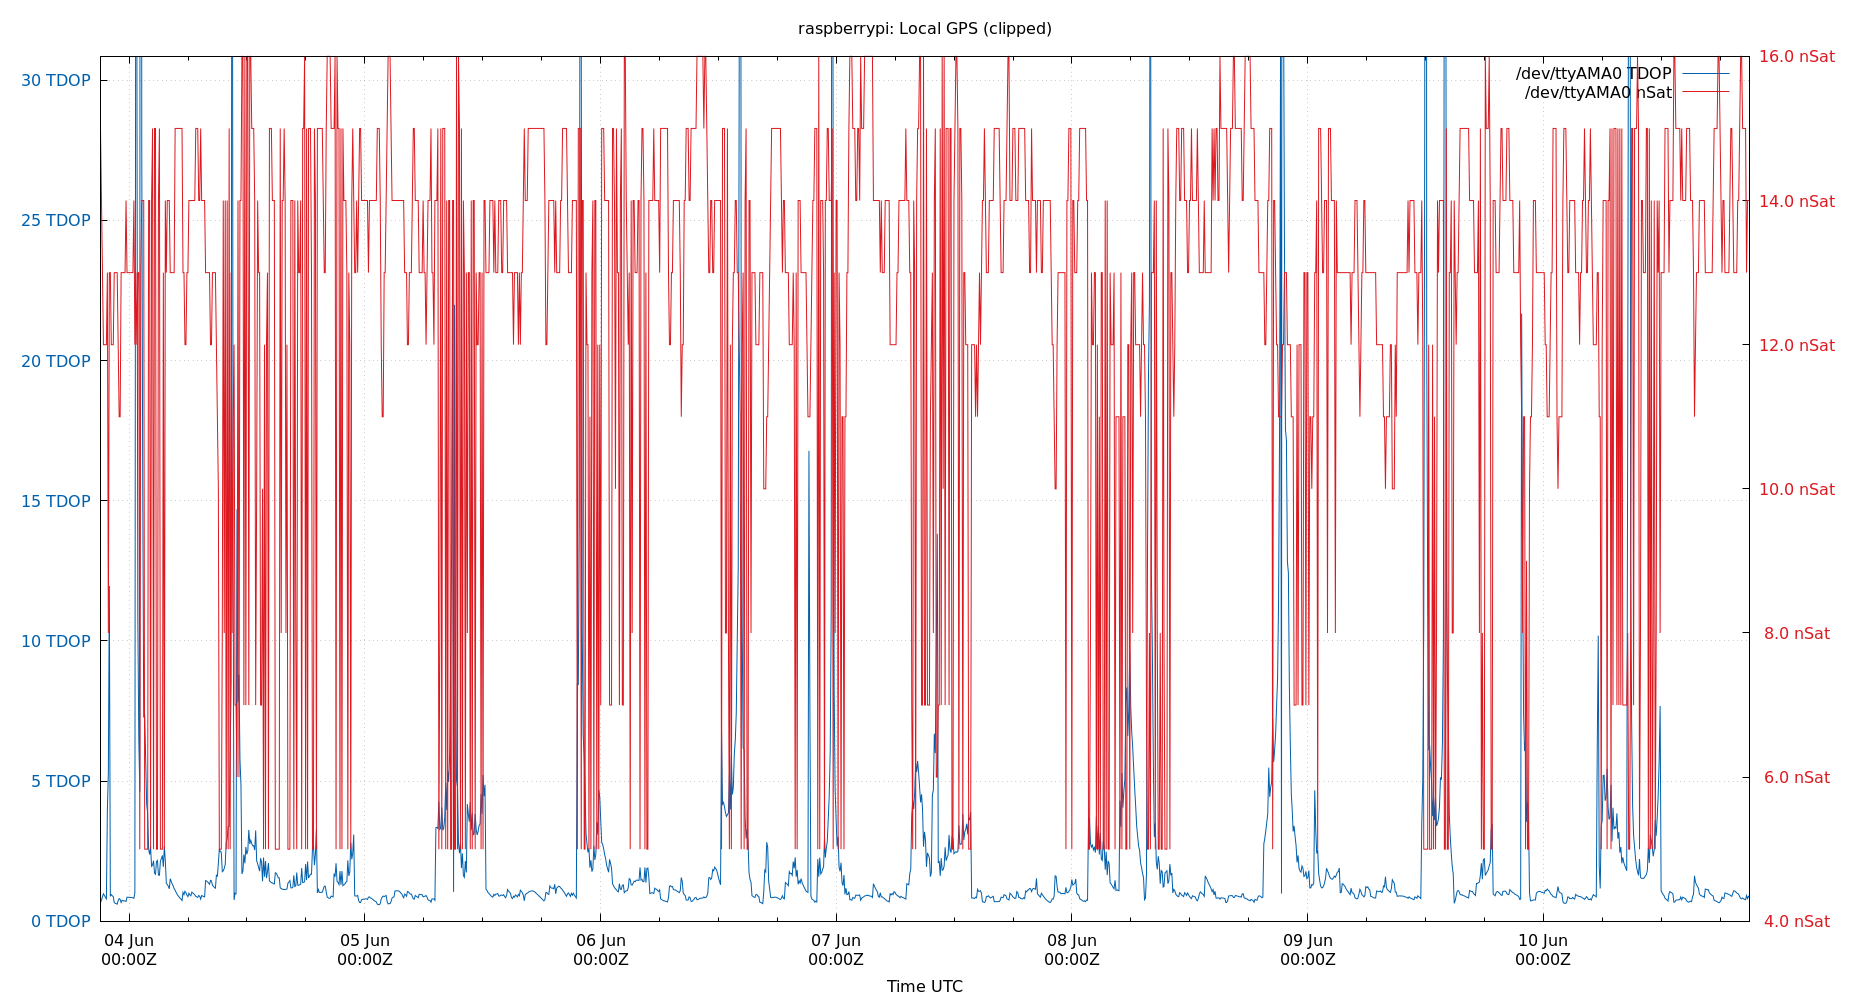 raspberrypi: Local GPS (clipped)
30 TDOP
25 TDOP
20 TDOP
15 TDOP
10 TDOP
5 TDOP
0 TDOP
16.0 nSat
14.0 nSat
12.0 nSat
10.0 nSat
8.0 nSat
6.0 nSat
4.0 nSat
/dev/ttyAMA0 TDOP
/dev/ttyAMA0 nSat
04 Jun
00:00Z
05 Jun
00:00Z
06 Jun
00:00Z
07 Jun
00:00Z
08 Jun
00:00Z
09 Jun
00:00Z
10 Jun
00:00Z
Time UTC